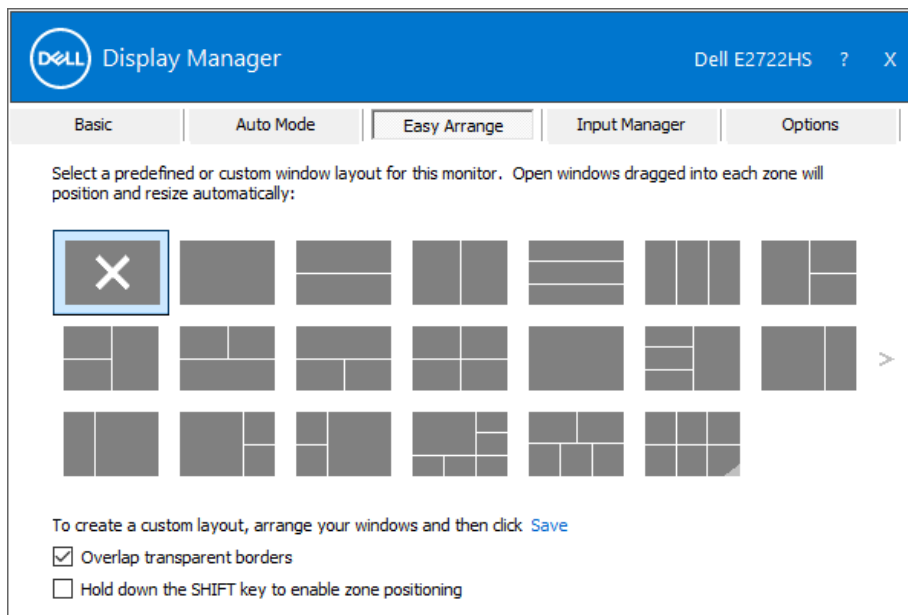 DELL Display Manager Dell E2722HS ? X
Basic Auto Mode Easy Arrange Input Manager Options
Select a predefined or custom window layout for this monitor. Open windows dragged into each zone will
position and resize automatically:
>
To create a custom layout, arrange your windows and then click Save
Overlap transparent borders
Hold down the SHIFT key to enable zone positioning